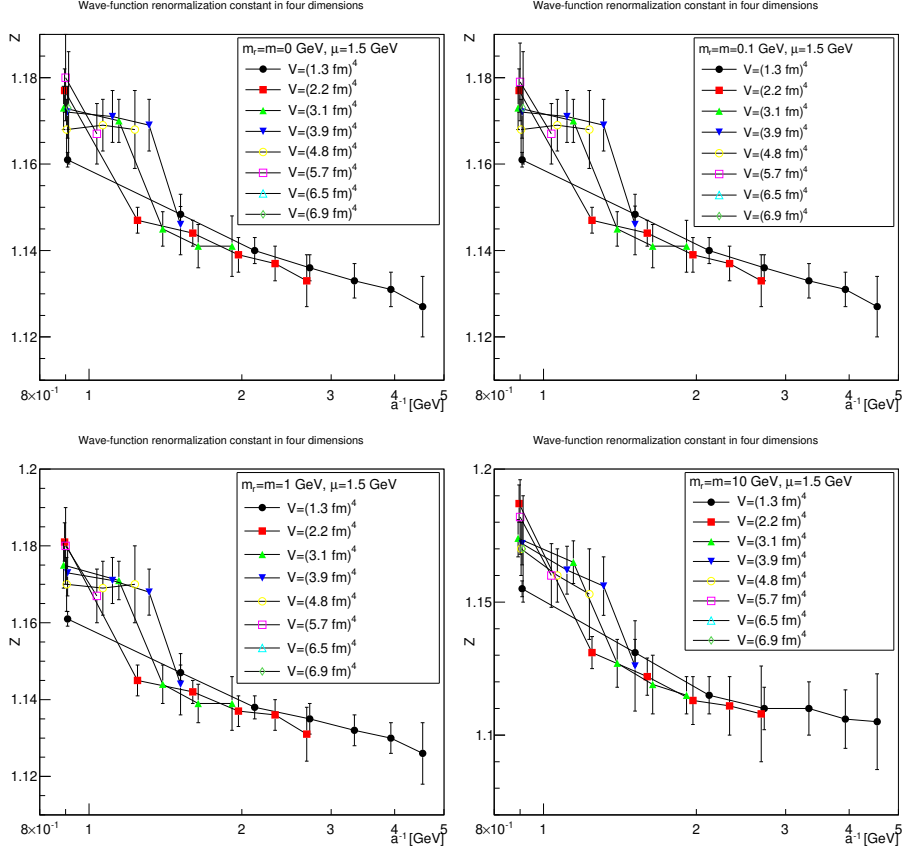 Wave-function renormalization constant in four dimensions
Z
m_r=m=0 GeV, μ=1.5 GeV
V=(1.3 fm)^4
V=(2.2 fm)^4
V=(3.1 fm)^4
V=(3.9 fm)^4
V=(4.8 fm)^4
V=(5.7 fm)^4
V=(6.5 fm)^4
V=(6.9 fm)^4
1.18
1.16
1.14
1.12
8×10^-1
1
2
3
4
5
a^-1 [GeV]
Wave-function renormalization constant in four dimensions
Z
m_r=m=0.1 GeV, μ=1.5 GeV
V=(1.3 fm)^4
V=(2.2 fm)^4
V=(3.1 fm)^4
V=(3.9 fm)^4
V=(4.8 fm)^4
V=(5.7 fm)^4
V=(6.5 fm)^4
V=(6.9 fm)^4
1.18
1.16
1.14
1.12
8×10^-1
1
2
3
4
5
a^-1 [GeV]
Wave-function renormalization constant in four dimensions
Z
m_r=m=1 GeV, μ=1.5 GeV
V=(1.3 fm)^4
V=(2.2 fm)^4
V=(3.1 fm)^4
V=(3.9 fm)^4
V=(4.8 fm)^4
V=(5.7 fm)^4
V=(6.5 fm)^4
V=(6.9 fm)^4
1.2
1.18
1.16
1.14
1.12
8×10^-1
1
2
3
4
5
a^-1 [GeV]
Wave-function renormalization constant in four dimensions
Z
m_r=m=10 GeV, μ=1.5 GeV
V=(1.3 fm)^4
V=(2.2 fm)^4
V=(3.1 fm)^4
V=(3.9 fm)^4
V=(4.8 fm)^4
V=(5.7 fm)^4
V=(6.5 fm)^4
V=(6.9 fm)^4
1.2
1.15
1.1
8×10^-1
1
2
3
4
5
a^-1 [GeV]